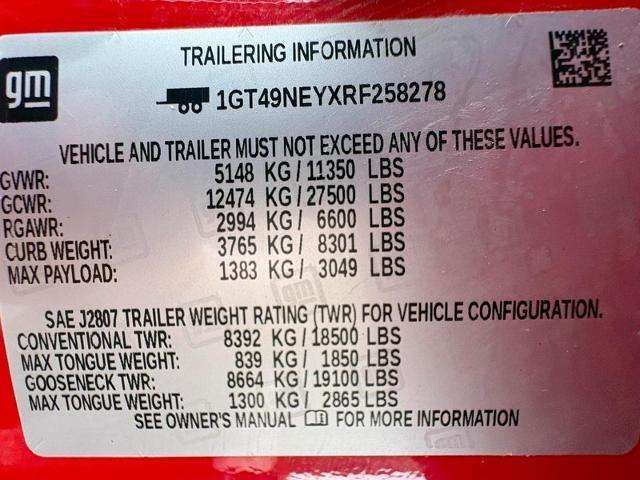 TRAILERING INFORMATION
gm
1GT49NEYXRF258278
VEHICLE AND TRAILER MUST NOT EXCEED ANY OF THESE VALUES.
GVWR: 5148 KG / 11350 LBS
GCWR: 12474 KG / 27500 LBS
RGAWR: 2994 KG / 6600 LBS
CURB WEIGHT: 3765 KG / 8301 LBS
MAX PAYLOAD: 1383 KG / 3049 LBS
SAE J2807 TRAILER WEIGHT RATING (TWR) FOR VEHICLE CONFIGURATION.
CONVENTIONAL TWR: 8392 KG / 18500 LBS
MAX TONGUE WEIGHT: 839 KG / 1850 LBS
GOOSENECK TWR: 8664 KG / 19100 LBS
MAX TONGUE WEIGHT: 1300 KG / 2865 LBS
SEE OWNER'S MANUAL FOR MORE INFORMATION